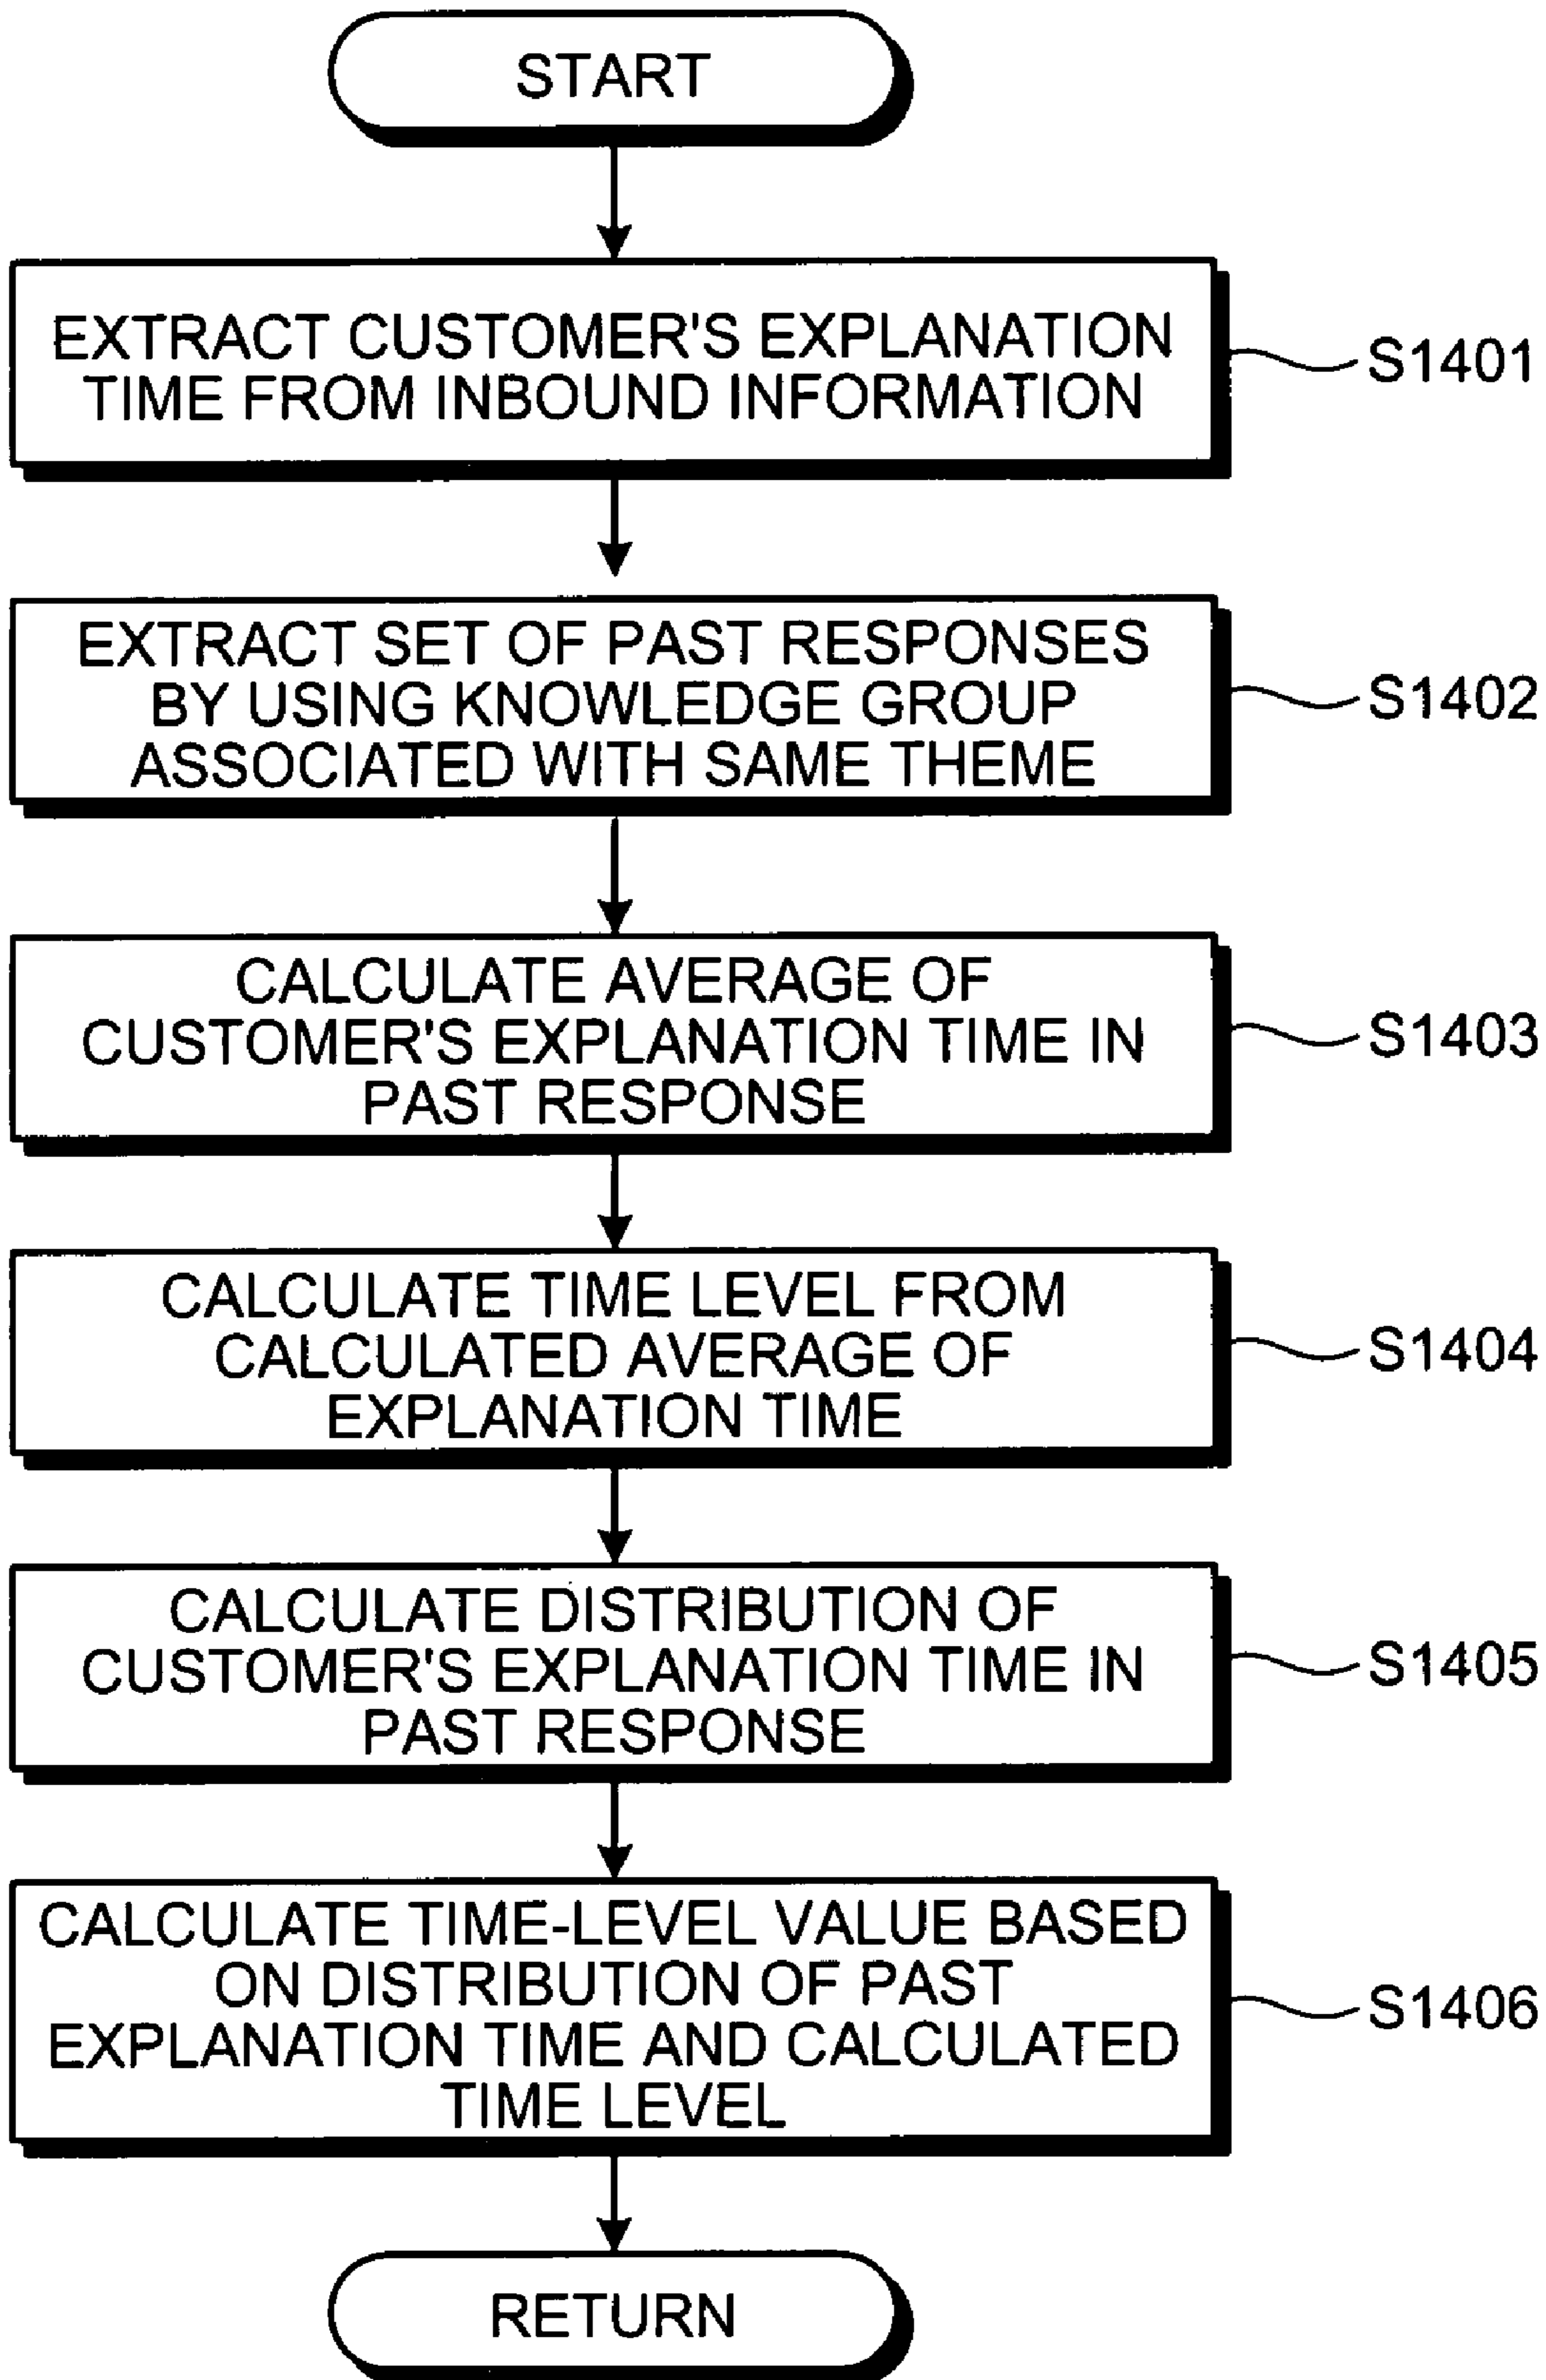 START
EXTRACT CUSTOMER'S EXPLANATION
TIME FROM INBOUND INFORMATION
S1401
EXTRACT SET OF PAST RESPONSES
BY USING KNOWLEDGE GROUP
ASSOCIATED WITH SAME THEME
S1402
CALCULATE AVERAGE OF
CUSTOMER'S EXPLANATION TIME IN
PAST RESPONSE
S1403
CALCULATE TIME LEVEL FROM
CALCULATED AVERAGE OF
EXPLANATION TIME
S1404
CALCULATE DISTRIBUTION OF
CUSTOMER'S EXPLANATION TIME IN
PAST RESPONSE
S1405
CALCULATE TIME-LEVEL VALUE BASED
ON DISTRIBUTION OF PAST
EXPLANATION TIME AND CALCULATED
TIME LEVEL
S1406
RETURN